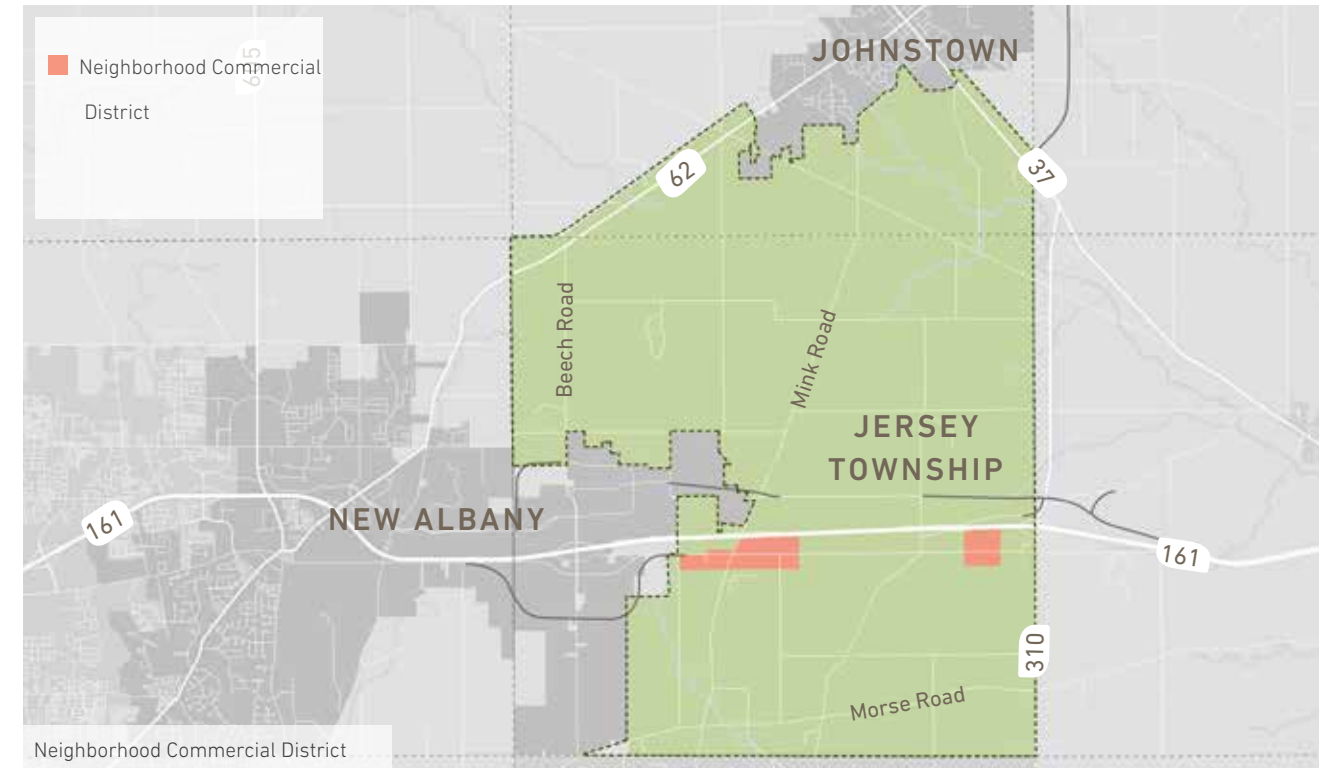 Neighborhood Commercial
District
605
JOHNSTOWN
62
37
Beech Road
Mink Road
JERSEY
TOWNSHIP
161
NEW ALBANY
161
310
Morse Road
Neighborhood Commercial District